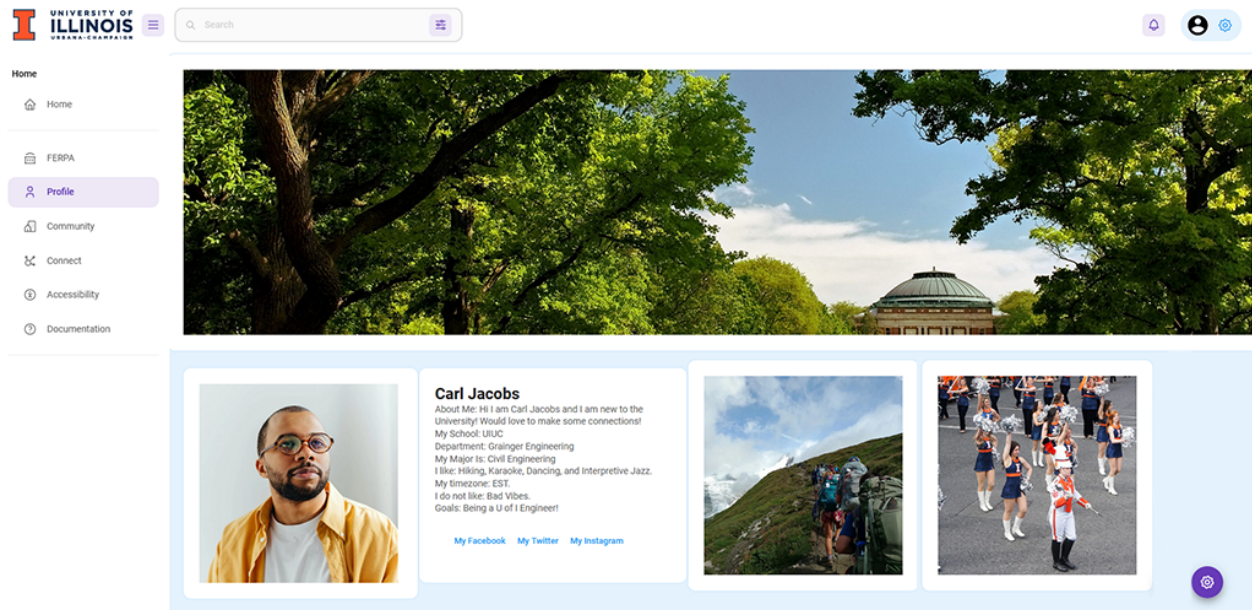 UNIVERSITY OF
ILLINOIS
URBANA-CHAMPAIGN
Search
Home
Home
FERPA
Profile
Community
Connect
Accessibility
Documentation
Carl Jacobs
About Me: Hi I am Carl Jacobs and I am new to the
University! Would love to make some connections!
My School: UIUC
Department: Grainger Engineering
My Major Is: Civil Engineering
I like: Hiking, Karaoke, Dancing, and Interpretive Jazz.
My timezone: EST.
I do not like: Bad Vibes.
Goals: Being a U of I Engineer!
My Facebook My Twitter My Instagram